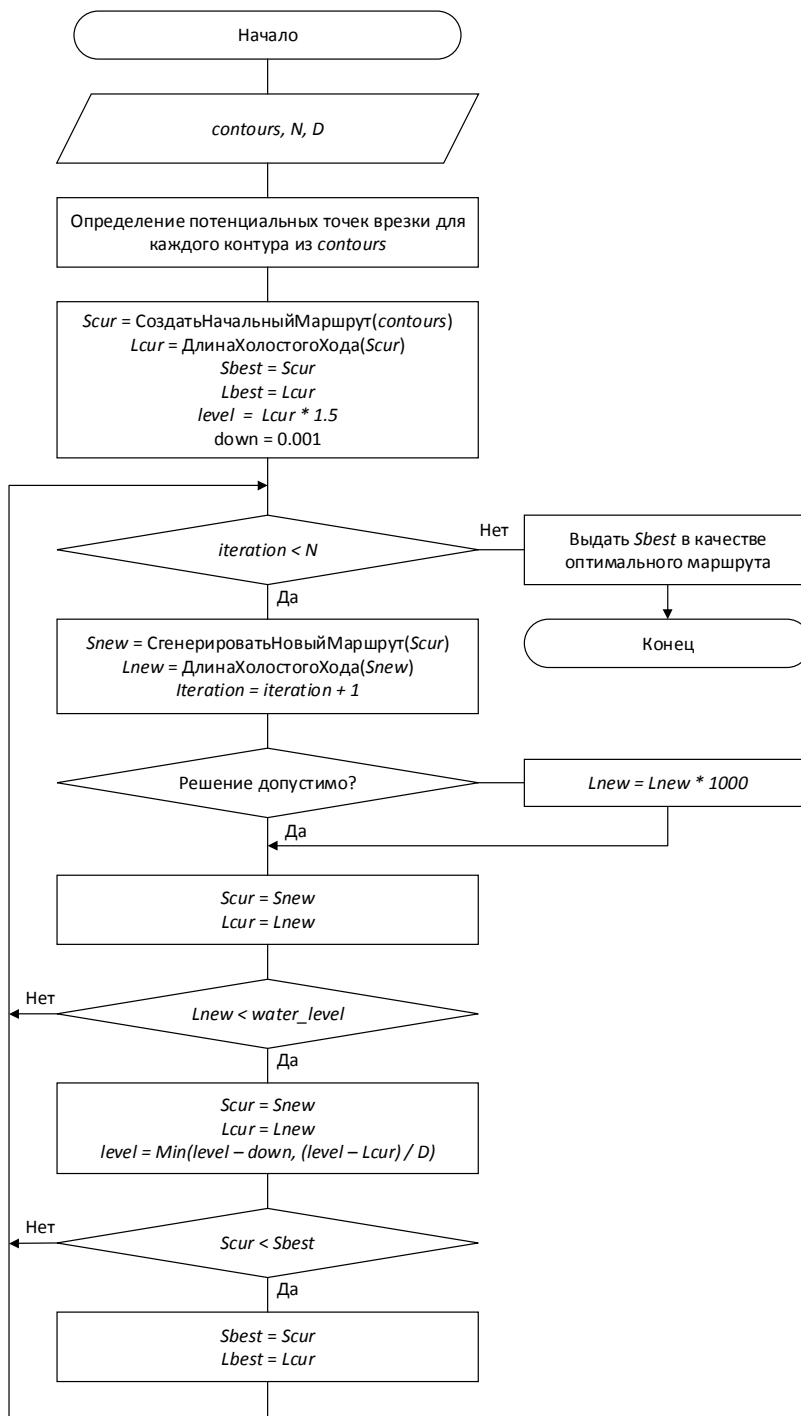 Начало
contours, N, D
Определение потенциальных точек врезки для
каждого контура из contours
Scur = СоздатьНачальныйМаршрут(contours)
Lcur = ДлинаХолостогоХода(Scur)
Sbest = Scur
Lbest = Lcur
level = Lcur * 1.5
down = 0.001
iteration < N
Нет
Выдать Sbest в качестве
оптимального маршрута
Да
Конец
Snew = СгенерироватьНовыйМаршрут(Scur)
Lnew = ДлинаХолостогоХода(Snew)
Iteration = iteration + 1
Решение допустимо?
Lnew = Lnew * 1000
Да
Scur = Snew
Lcur = Lnew
Нет
Lnew < water_level
Да
Scur = Snew
Lcur = Lnew
level = Min(level – down, (level – Lcur) / D)
Нет
Scur < Sbest
Да
Sbest = Scur
Lbest = Lcur